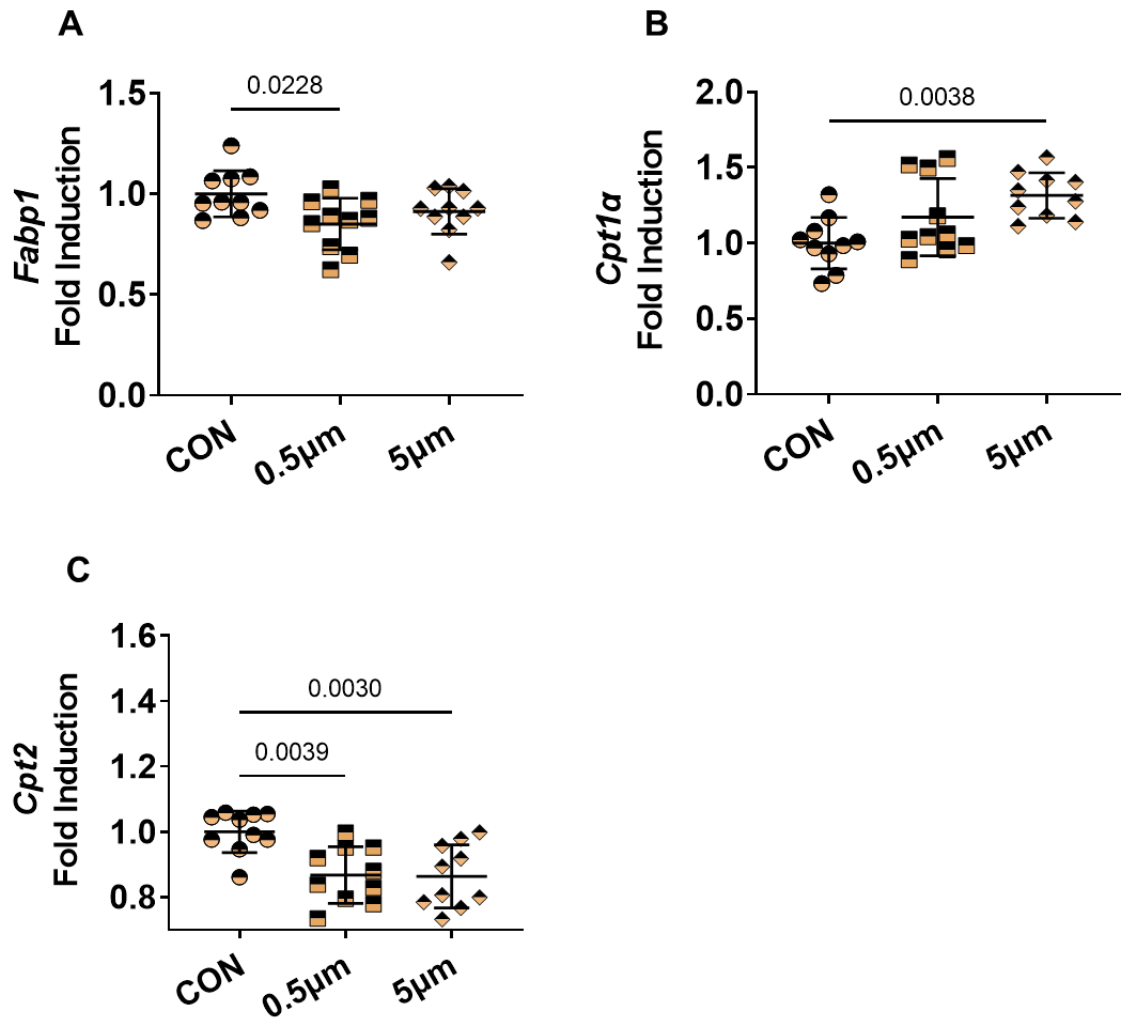 A
Fabp1
Fold Induction
1.5
1.0
0.5
0.0
0.0228
CON
0.5µm
5µm
B
Cpt1α
Fold Induction
2.0
1.5
1.0
0.5
0.0
0.0038
CON
0.5µm
5µm
C
Cpt2
Fold Induction
1.6
1.4
1.2
1.0
0.8
0.0030
0.0039
CON
0.5µm
5µm